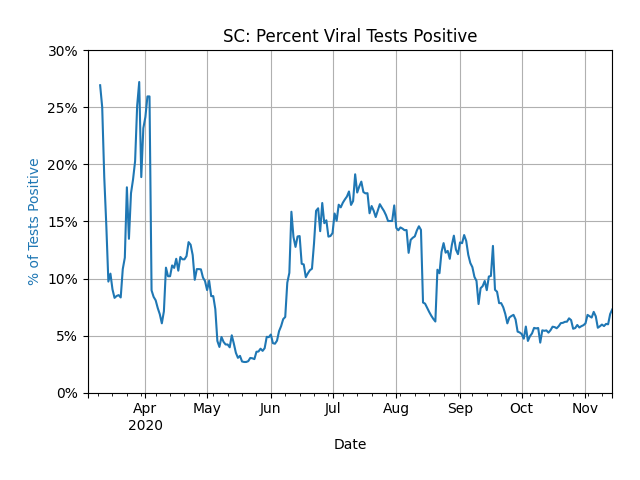 SC: Percent Viral Tests Positive
30%
25%
20%
15%
10%
5%
0%
% of Tests Positive
Apr May Jun Jul Aug Sep Oct Nov
2020
Date